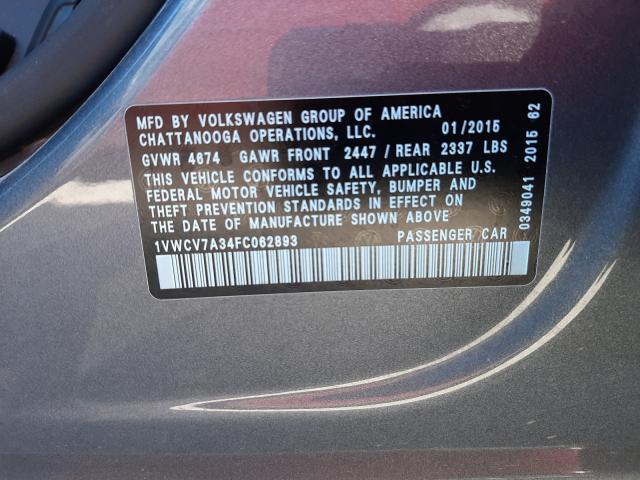 MFD BY VOLKSWAGEN GROUP OF AMERICA
CHATTANOOGA OPERATIONS, LLC. 01/2015
GVWR 4674 GAWR FRONT 2447 / REAR 2337 LBS
THIS VEHICLE CONFORMS TO ALL APPLICABLE U.S.
FEDERAL MOTOR VEHICLE SAFETY, BUMPER AND
THEFT PREVENTION STANDARDS IN EFFECT ON
THE DATE OF MANUFACTURE SHOWN ABOVE
1VWCV7A34FC062893 PASSENGER CAR
0349041 2015 62